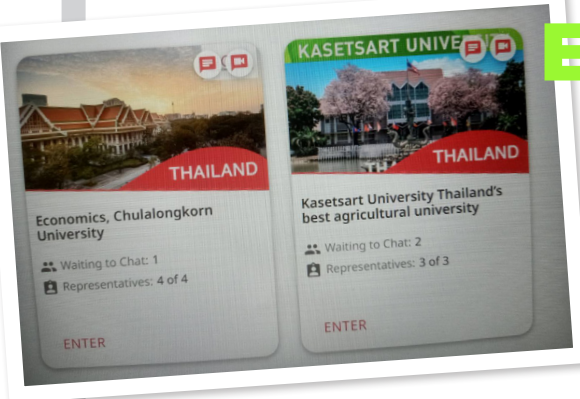 THAILAND
Economics, Chulalongkorn
University
Waiting to Chat: 1
Representatives: 4 of 4
ENTER
KASETSART UNIVE
THAILAND
Kasetsart University Thailand's
best agricultural university
Waiting to Chat: 2
Representatives: 3 of 3
ENTER
E